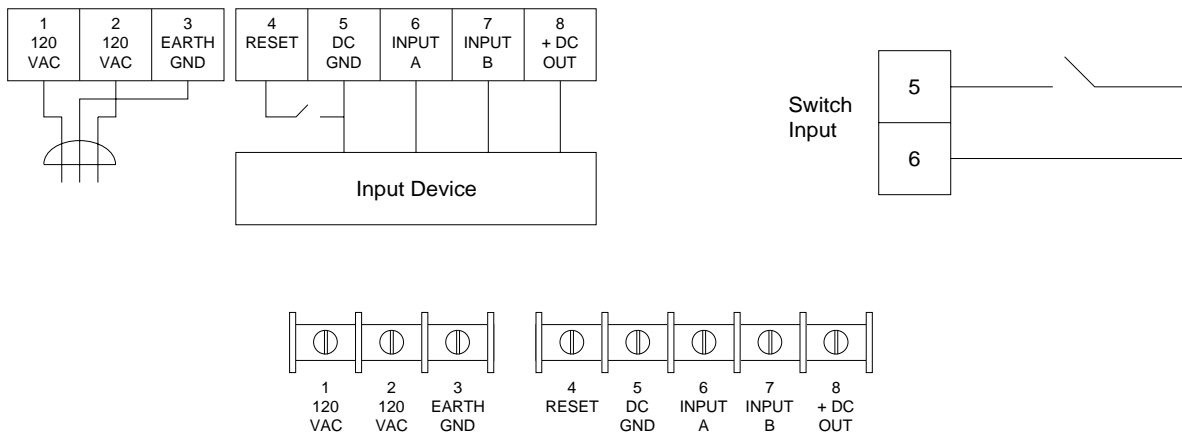 1 2 3 4 5 6 7 8
120 120 EARTH RESET DC INPUT INPUT + DC
VAC VAC GND GND A B OUT
Input Device
Switch
Input
5
6
1 2 3 4 5 6 7 8
120 120 EARTH RESET DC INPUT INPUT + DC
VAC VAC GND GND A B OUT